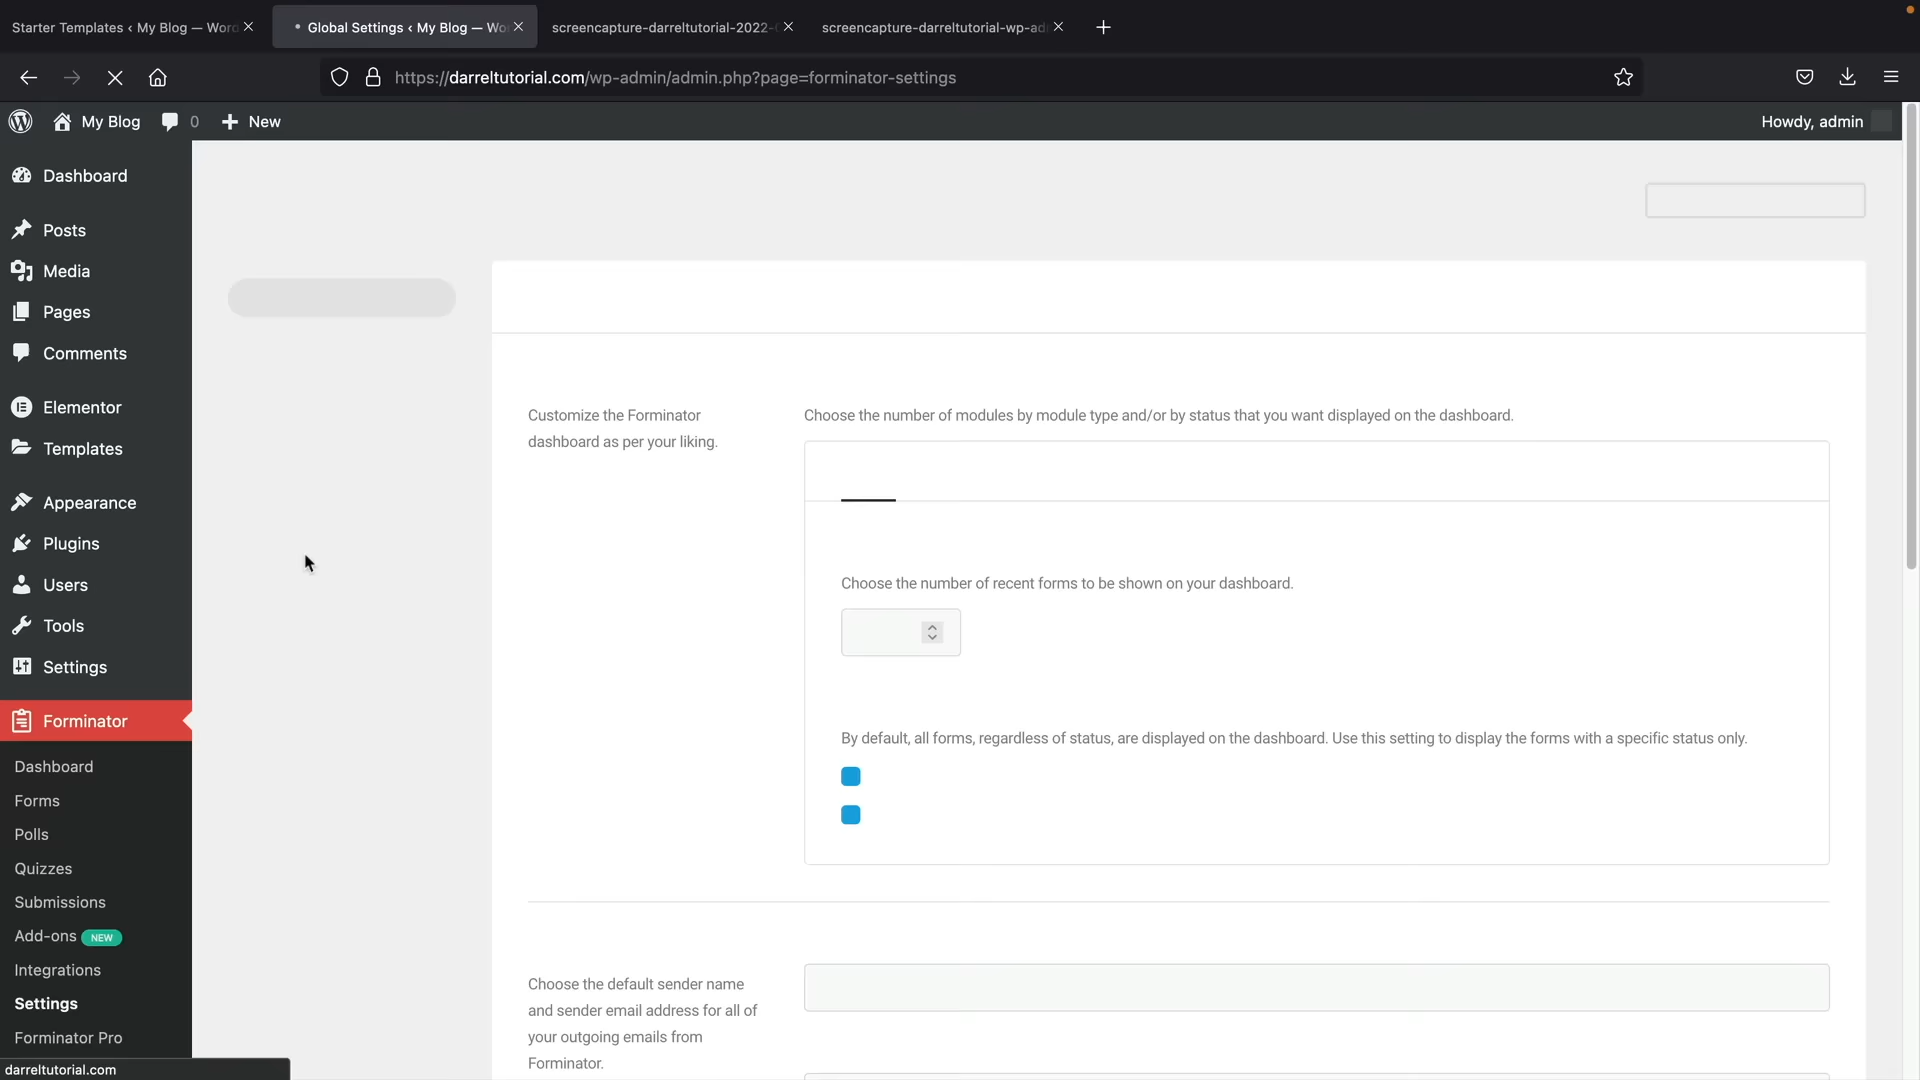 Starter Templates ‹ My Blog — Word
Global Settings ‹ My Blog — Wo
screencapture-darreltutorial-2022-
screencapture-darreltutorial-wp-ad
https://darreltutorial.com/wp-admin/admin.php?page=forminator-settings
My Blog
0
New
Howdy, admin
Dashboard
Posts
Media
Pages
Comments
Elementor
Templates
Appearance
Plugins
Users
Tools
Settings
Forminator
Dashboard
Forms
Polls
Quizzes
Submissions
Add-ons NEW
Integrations
Settings
Forminator Pro
darreltutorial.com
Customize the Forminator
dashboard as per your liking.
Choose the number of modules by module type and/or by status that you want displayed on the dashboard.
Choose the number of recent forms to be shown on your dashboard.
By default, all forms, regardless of status, are displayed on the dashboard. Use this setting to display the forms with a specific status only.
Choose the default sender name
and sender email address for all of
your outgoing emails from
Forminator.